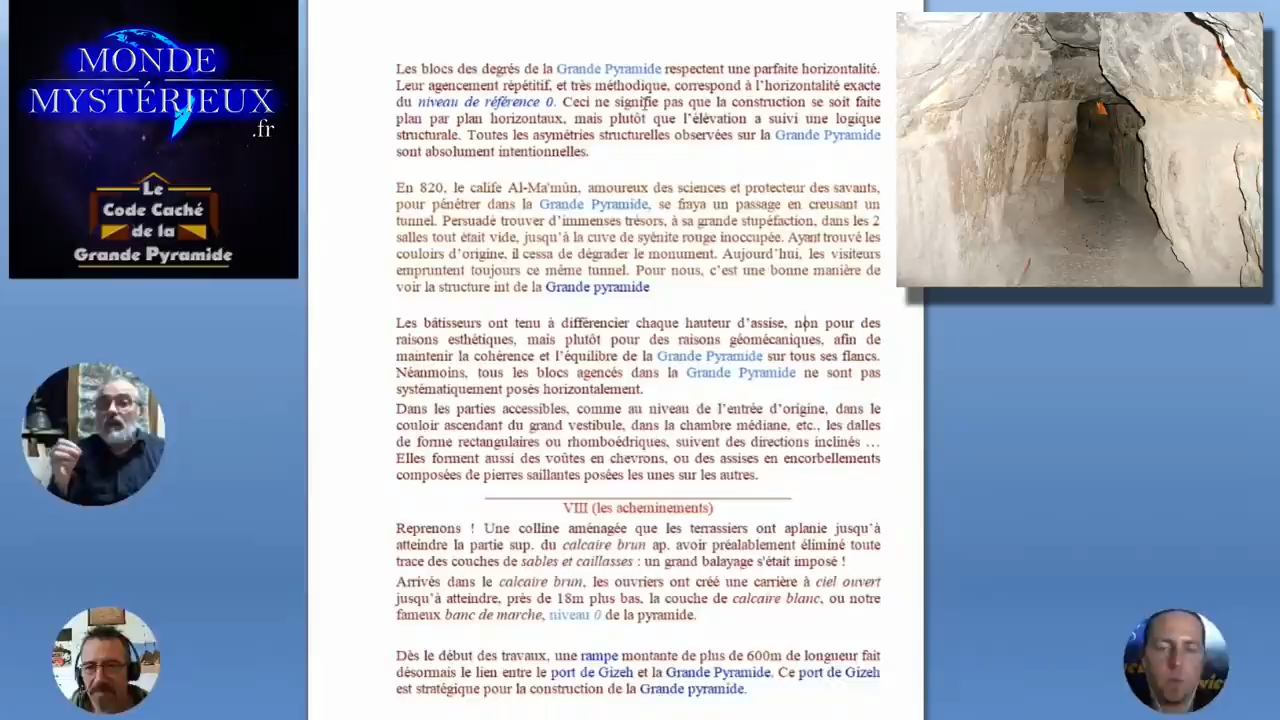 MONDE
MYSTÉRIEUX
.fr
Le
Code Caché
de la
Grande Pyramide
Les blocs des degrés de la Grande Pyramide respectent une parfaite horizontalité.
Leur agencement répétitif, et très méthodique, correspond à l'horizontalité exacte
du niveau de référence 0. Ceci ne signifie pas que la construction se soit faite
plan par plan horizontaux, mais plutôt que l'élévation a suivi une logique
structurale. Toutes les asymétries structurelles observées sur la Grande Pyramide
sont absolument intentionnelles.
En 820, le calife Al-Ma'mûn, amoureux des sciences et protecteur des savants,
pour pénétrer dans la Grande Pyramide, se fraya un passage en creusant un
tunnel. Persuadé trouver d'immenses trésors, à sa grande stupéfaction, dans les 2
salles tout était vide, jusqu'à la cuve de syénite rouge inoccupée. Ayant trouvé les
couloirs d'origine, il cessa de dégrader le monument. Aujourd'hui, les visiteurs
empruntent toujours ce même tunnel. Pour nous, c'est une bonne manière de
voir la structure int de la Grande pyramide
Les bâtisseurs ont tenu à différencier chaque hauteur d'assise, non pour des
raisons esthétiques, mais plutôt pour des raisons géomécaniques, afin de
maintenir la cohérence et l'équilibre de la Grande Pyramide sur tous ses flancs.
Néanmoins, tous les blocs agencés dans la Grande Pyramide ne sont pas
systématiquement posés horizontalement.
Dans les parties accessibles, comme au niveau de l'entrée d'origine, dans le
couloir ascendant du grand vestibule, dans la chambre médiane, etc., les dalles
de forme rectangulaires ou rhomboédriques, suivent des directions inclinés …
Elles forment aussi des voûtes en chevrons, ou des assises en encorbellements
composées de pierres saillantes posées les unes sur les autres.
VIII (les acheminements)
Reprenons ! Une colline aménagée que les terrassiers ont aplanie jusqu'à
atteindre la partie sup. du calcaire brun ap. avoir préalablement éliminé toute
trace des couches de sables et caillasses : un grand balayage s'était imposé !
Arrivés dans le calcaire brun, les ouvriers ont créé une carrière à ciel ouvert
jusqu'à atteindre, près de 18m plus bas, la couche de calcaire blanc, ou notre
fameux banc de marche, niveau 0 de la pyramide.
Dès le début des travaux, une rampe montante de plus de 600m de longueur fait
désormais le lien entre le port de Gizeh et la Grande Pyramide. Ce port de Gizeh
est stratégique pour la construction de la Grande pyramide.